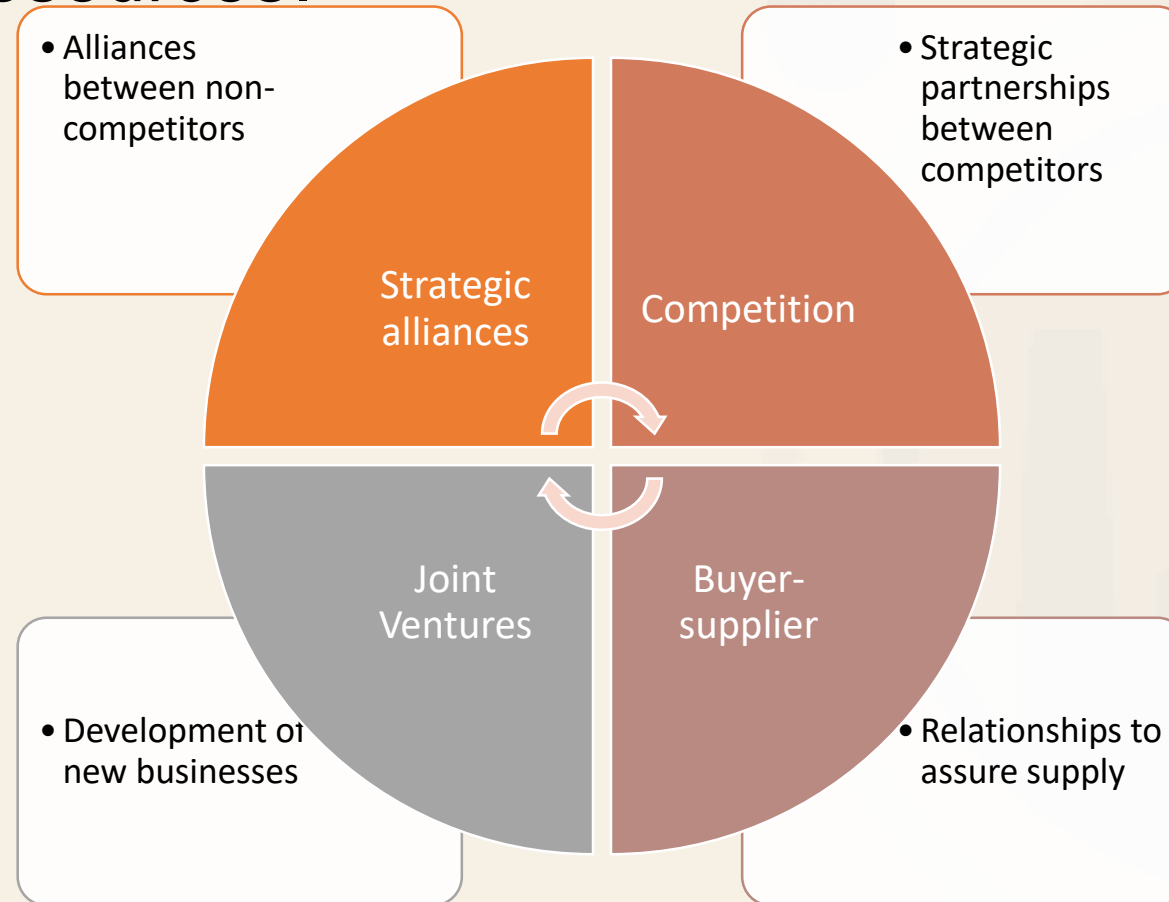 • Alliances
between non-
competitors
• Strategic
partnerships
between
competitors
Strategic
alliances
Competition
Joint
Ventures
Buyer-
supplier
• Development of
new businesses
• Relationships to
assure supply